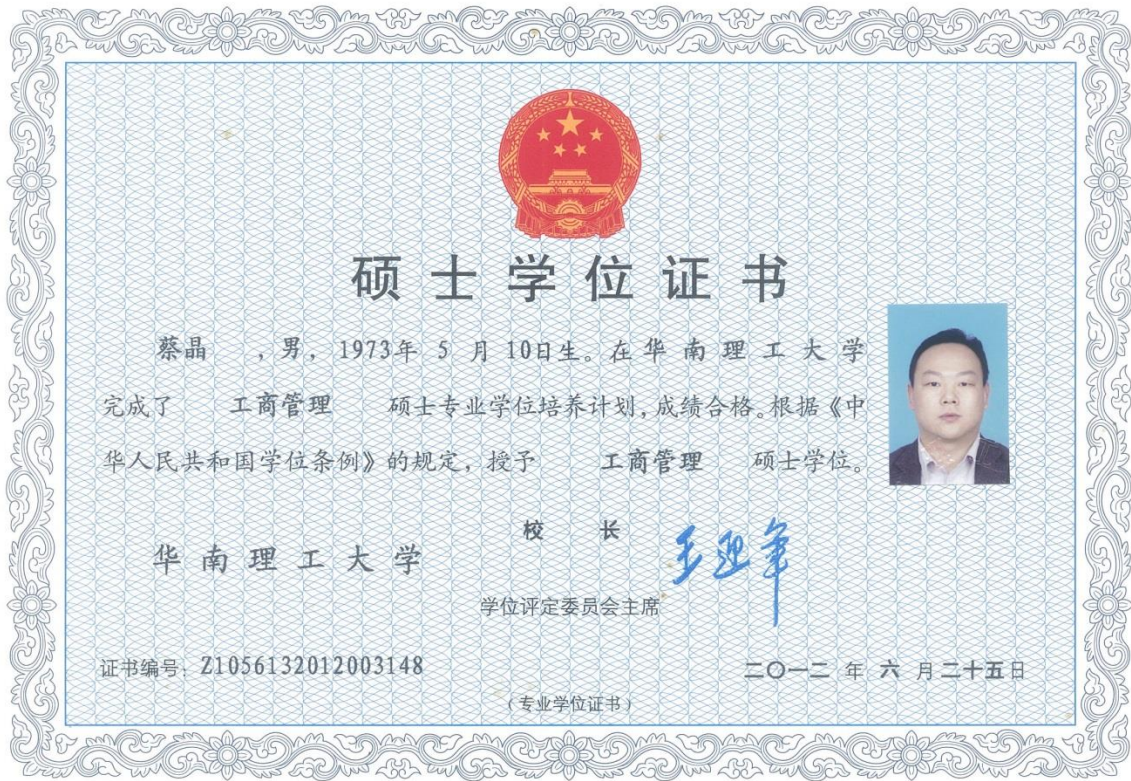 硕士学位证书
蔡晶 ，男，1973年 5 月 10日生。在华南理工大学
完成了 工商管理 硕士专业学位培养计划，成绩合格。根据《中
华人民共和国学位条例》的规定，授予 工商管理 硕士学位。
校 长 王迎军
华南理工大学
学位评定委员会主席
证书编号：Z1056132012003148
二〇一二 年 六 月 二十五日
（专业学位证书）